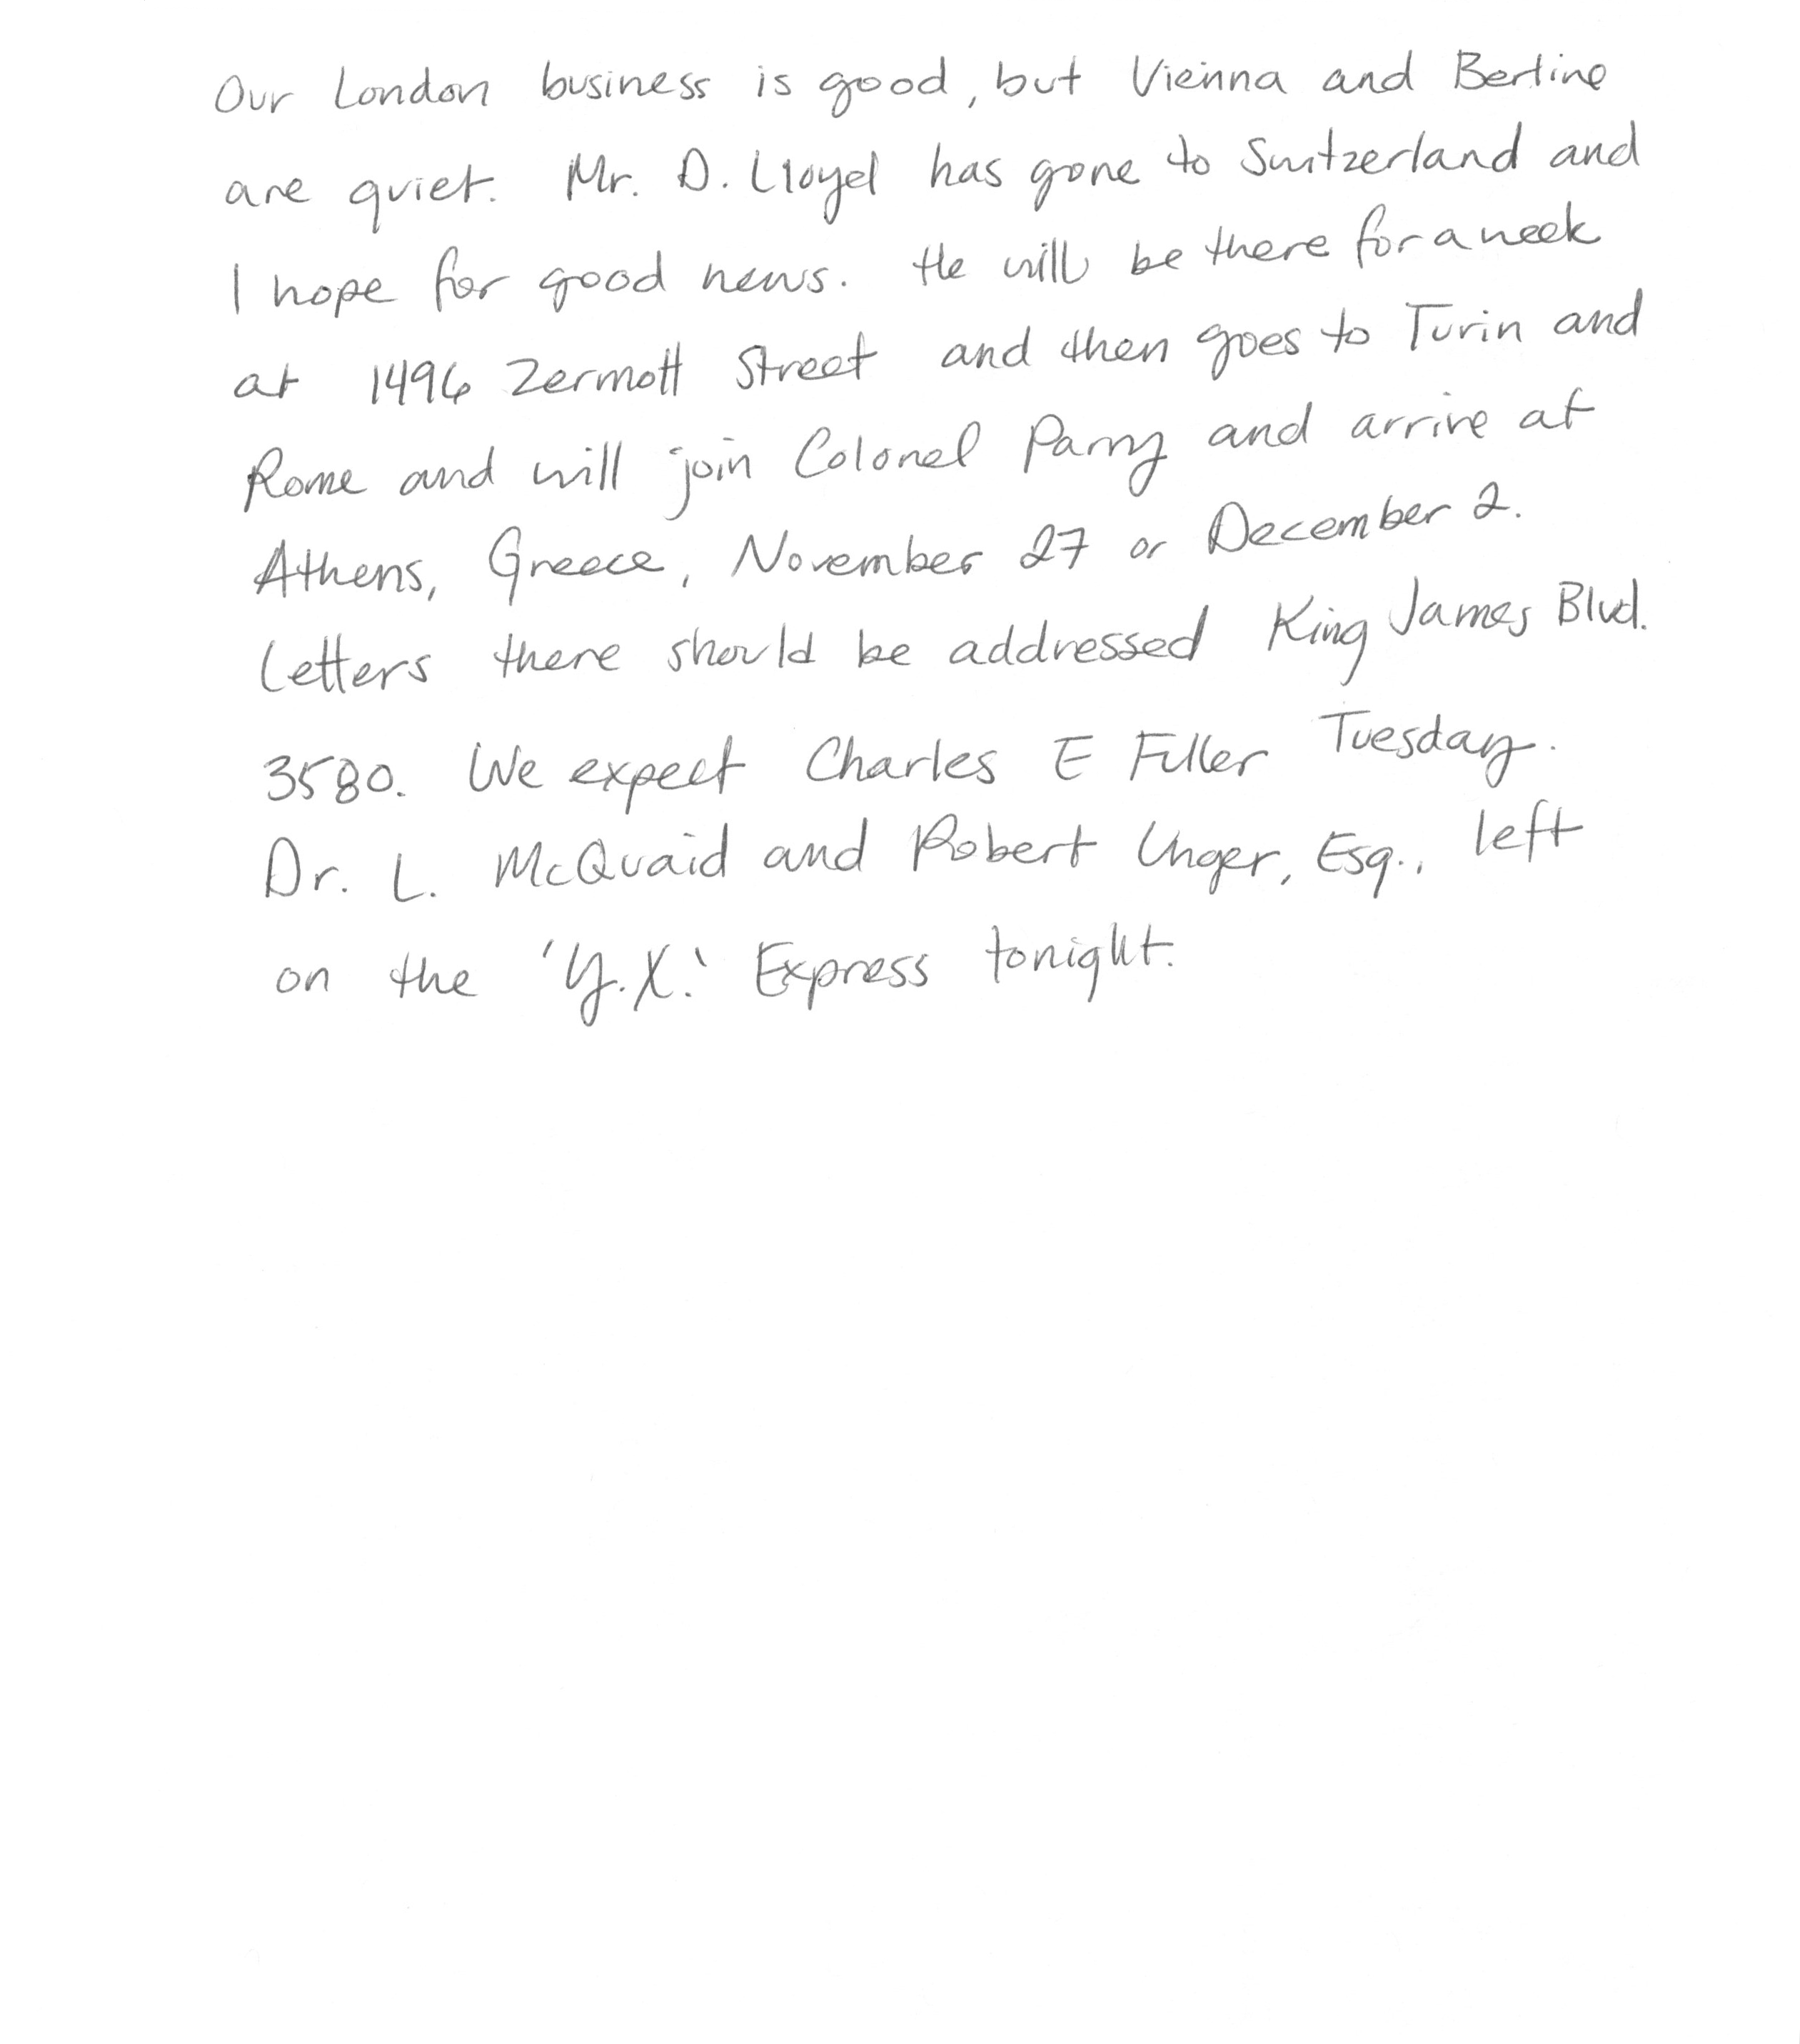 Our London business is good, but Vienna and Berline
are quiet. Mr. D. Lloyd has gone to Switzerland and
I hope for good news. He will be there for a week
at 1496 Zermott Street and then goes to Turin and
Rome and will join Colonel Parry and arrive at
Athens, Greece, November 27 or December 2.
Letters there should be addressed King James Blvd.
3580. We expect Charles E Fuller Tuesday.
Dr. L. McQuaid and Robert Unger, Esq., left
on the 'Y.X.' Express tonight.